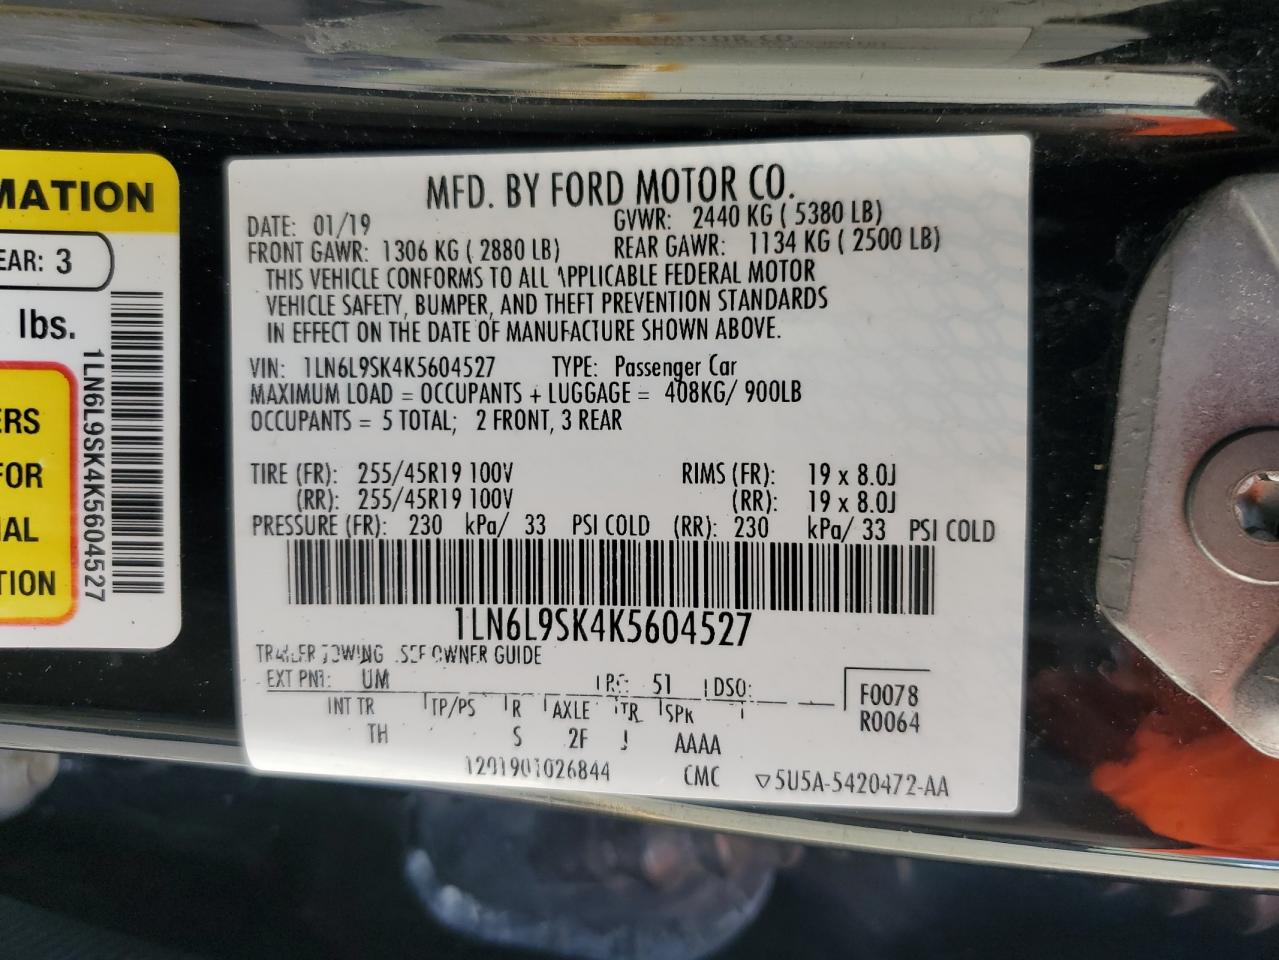 MATION
EAR: 3
lbs.
ERS
FOR
IAL
TION
1LN6L9SK4K5604527
MFD. BY FORD MOTOR CO.
DATE: 01/19 GVWR: 2440 KG ( 5380 LB)
FRONT GAWR: 1306 KG ( 2880 LB) REAR GAWR: 1134 KG ( 2500 LB)
THIS VEHICLE CONFORMS TO ALL APPLICABLE FEDERAL MOTOR
VEHICLE SAFETY, BUMPER, AND THEFT PREVENTION STANDARDS
IN EFFECT ON THE DATE OF MANUFACTURE SHOWN ABOVE.
VIN: 1LN6L9SK4K5604527 TYPE: Passenger Car
MAXIMUM LOAD = OCCUPANTS + LUGGAGE = 408KG/ 900LB
OCCUPANTS = 5 TOTAL; 2 FRONT, 3 REAR
TIRE (FR): 255/45R19 100V RIMS (FR): 19 x 8.0J
(RR): 255/45R19 100V (RR): 19 x 8.0J
PRESSURE (FR): 230 kPa/ 33 PSI COLD (RR): 230 kPa/ 33 PSI COLD
1LN6L9SK4K5604527
TRAILER TOWING SEE OWNER GUIDE
EXT PNT: UM RC: 51 DSO:
F0078
INT TR TP/PS R AXLE TR SPR
R0064
TH S 2F J AAAA
1201901026844 CMC ▽5U5A-5420472-AA